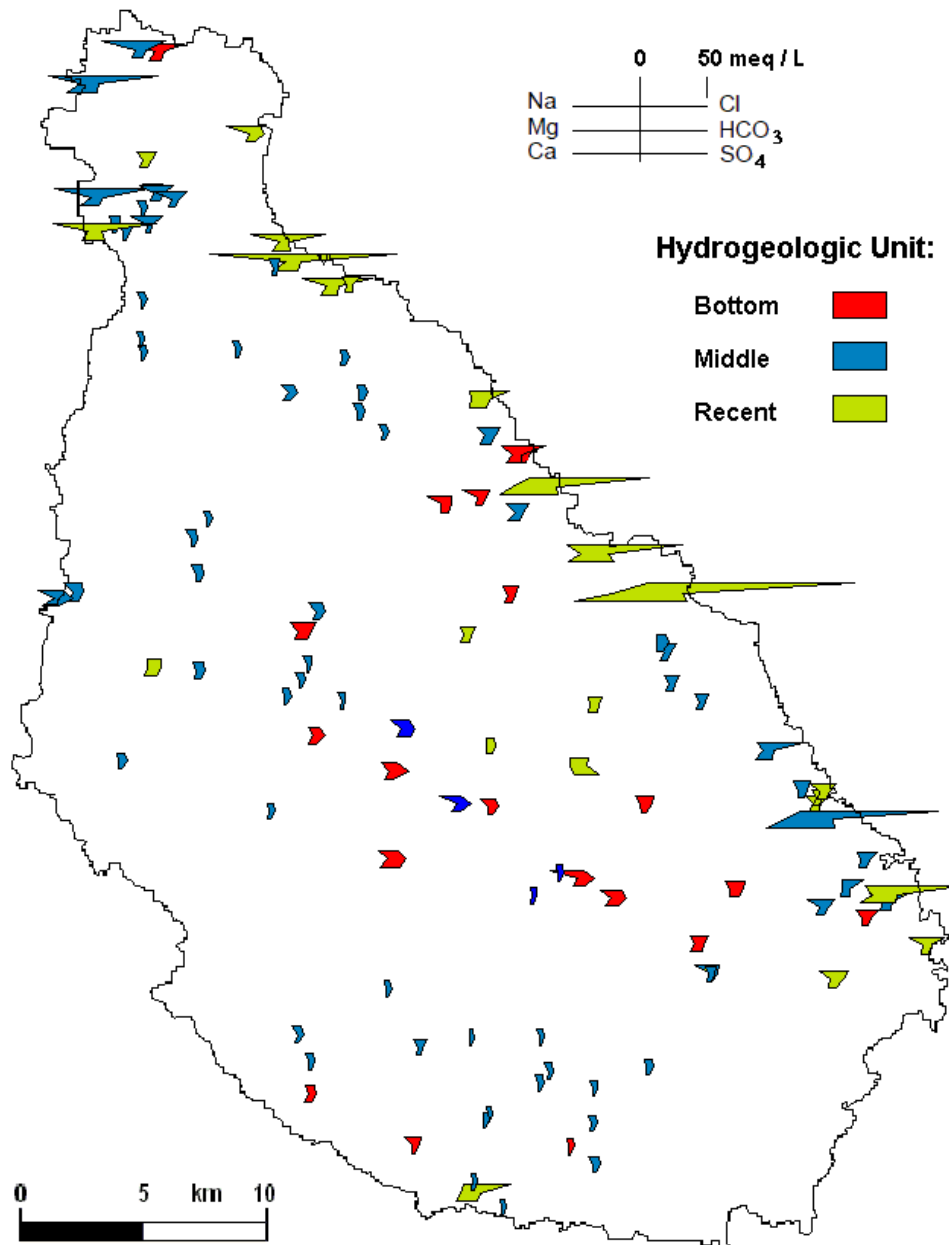 0 50 meq / L
Na Cl
Mg HCO3
Ca SO4
Hydrogeologic Unit:
Bottom
Middle
Recent
0 5 km 10